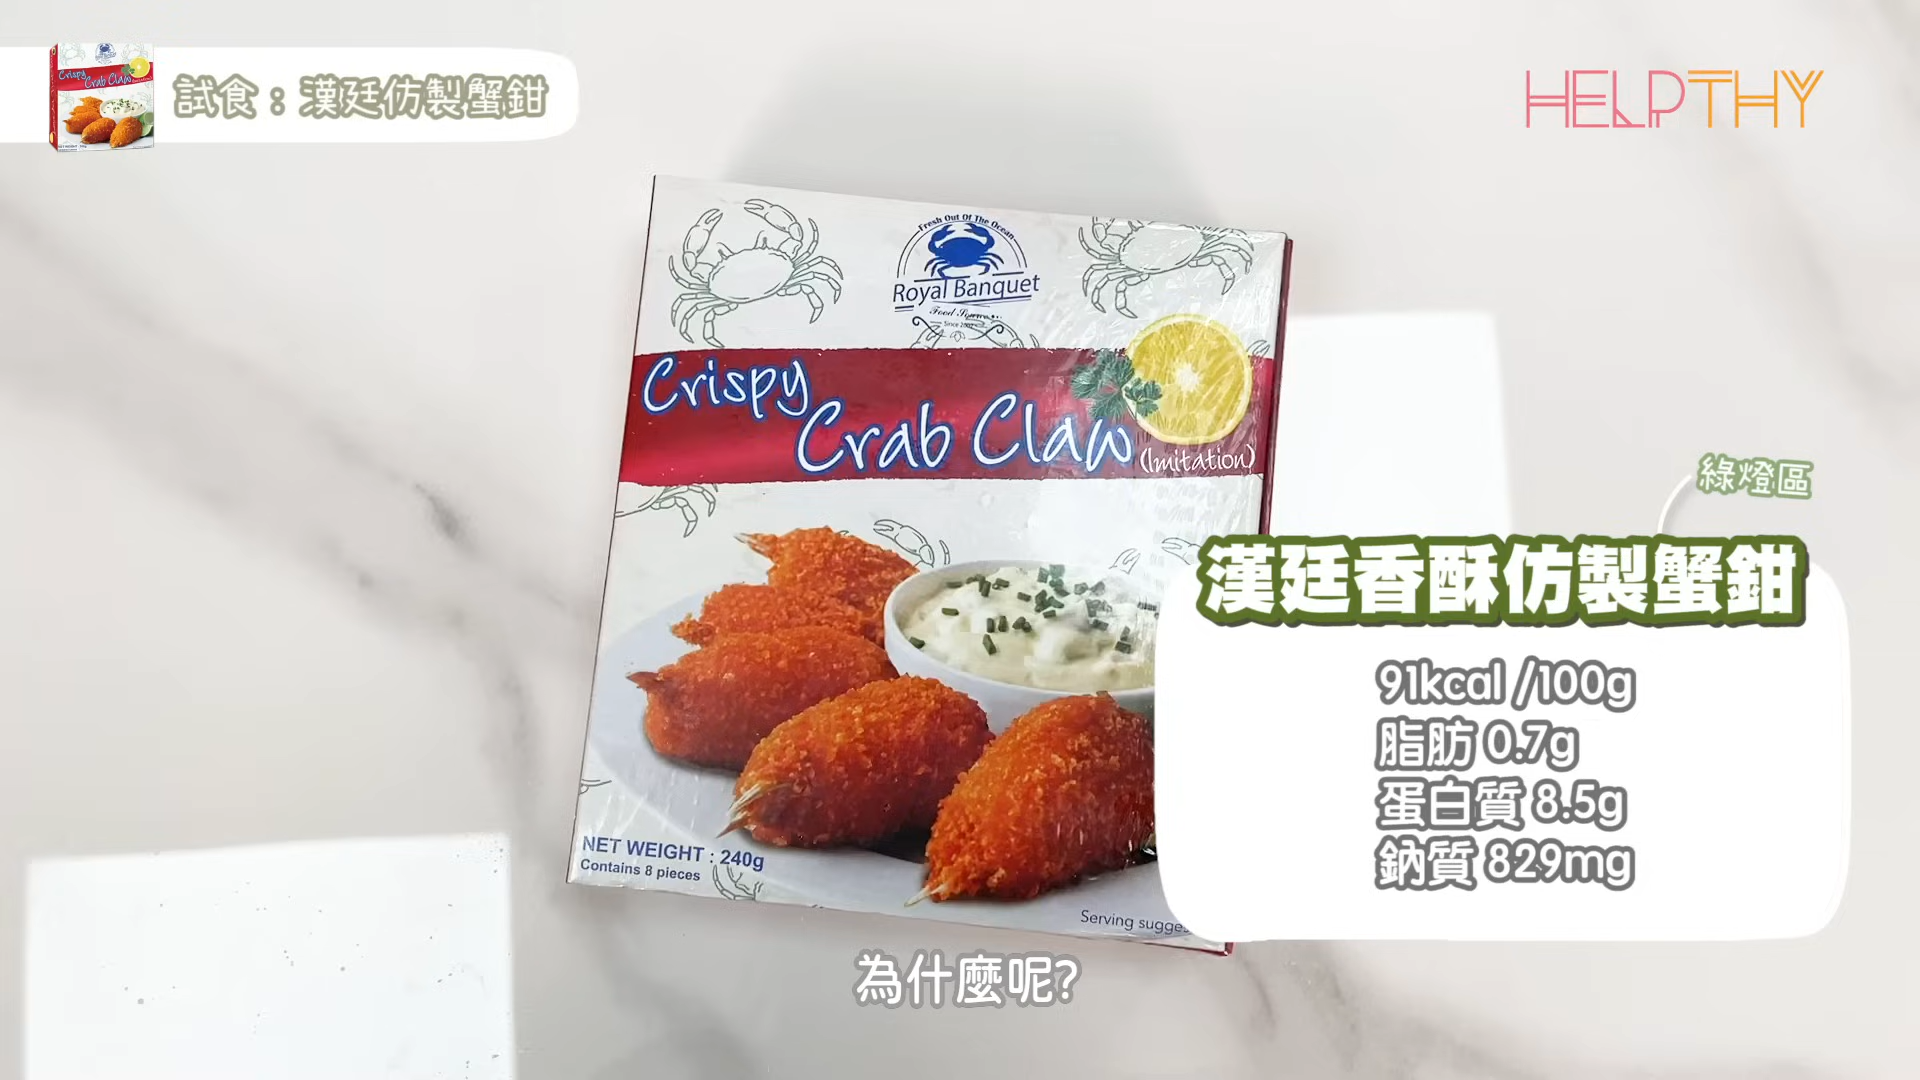 試食：漢廷仿製蟹鉗
HELPTHY
Fresh Out Of The Ocean
Royal Banquet
Crispy
Crab Claw
(Imitation)
綠燈區
漢廷香酥仿製蟹鉗
91kcal /100g
脂肪 0.7g
蛋白質 8.5g
鈉質 829mg
NET WEIGHT : 240g
Contains 8 pieces
Serving
為什麼呢?